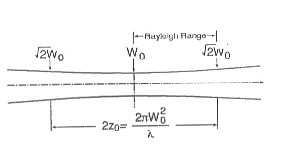 Rayleigh Range
√2W₀ W₀ √2W₀
2z₀= 2πW₀² / λ